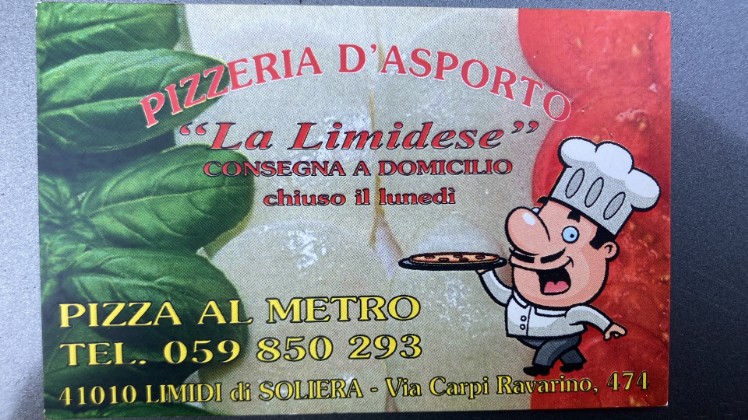 PIZZERIA D'ASPORTO
"La Limidese"
CONSEGNA A DOMICILIO
chiuso il lunedì
PIZZA AL METRO
TEL. 059 850 293
41010 LIMIDI di SOLIERA - Via Carpi Ravarino, 474